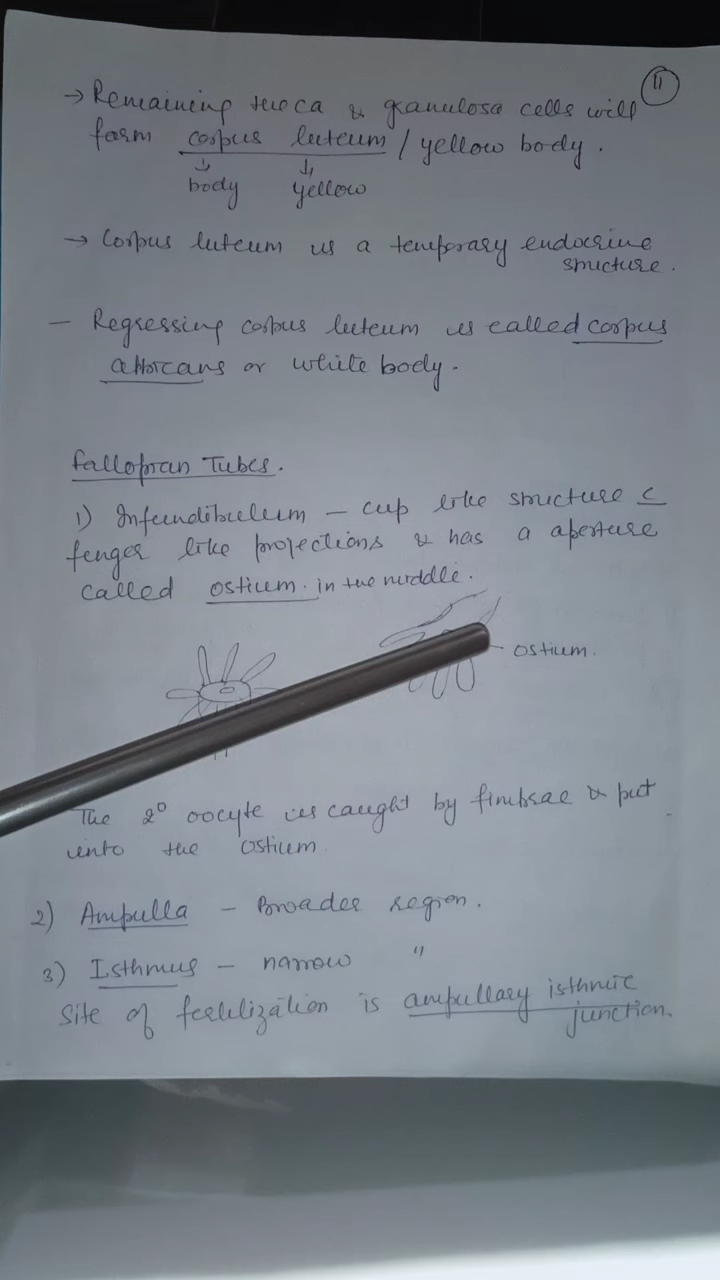 11
→ Remaining theca & granulosa cells will
form corpus luteum / yellow body.
↓ ↓
body yellow
→ Corpus luteum is a temporary endocrine
structure.
- Regressing corpus luteum is called corpus
albicans or white body.
Fallopian Tubes.
1) Infundibulum - cup like structure c
finger like projections & has a aperture
called ostium in the middle.
ostium.
The 2° oocyte is caught by fimbrae & put
into the ostium
2) Ampulla - Broader region.
3) Isthmus - narrow "
Site of fertilization is ampullary isthmic
junction.